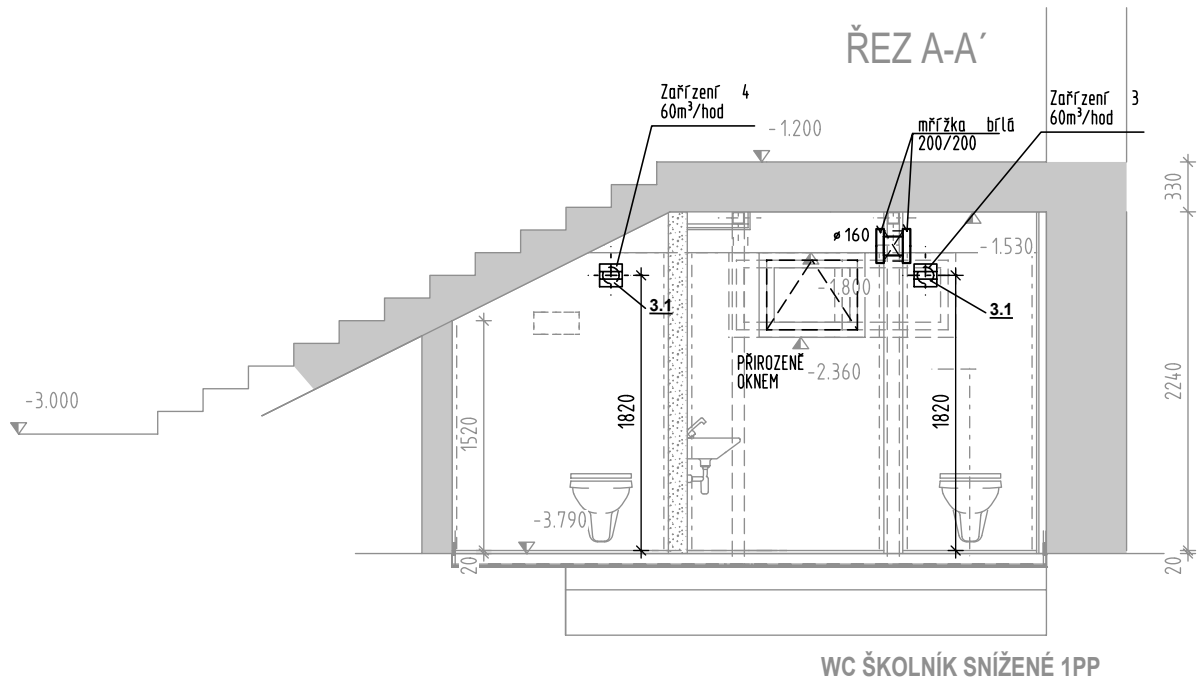 ŘEZ A-A´
Zařízení 4
60m³/hod
Zařízení 3
60m³/hod
-1.200
mřížka bílá
200/200
330
ø160
-1.530
-1.800
3.1
3.1
PŘIROZENĚ
OKNEM
-2.360
-3.000
1520
1820
1820
2240
-3.790
20
20
WC ŠKOLNÍK SNÍŽENÉ 1PP